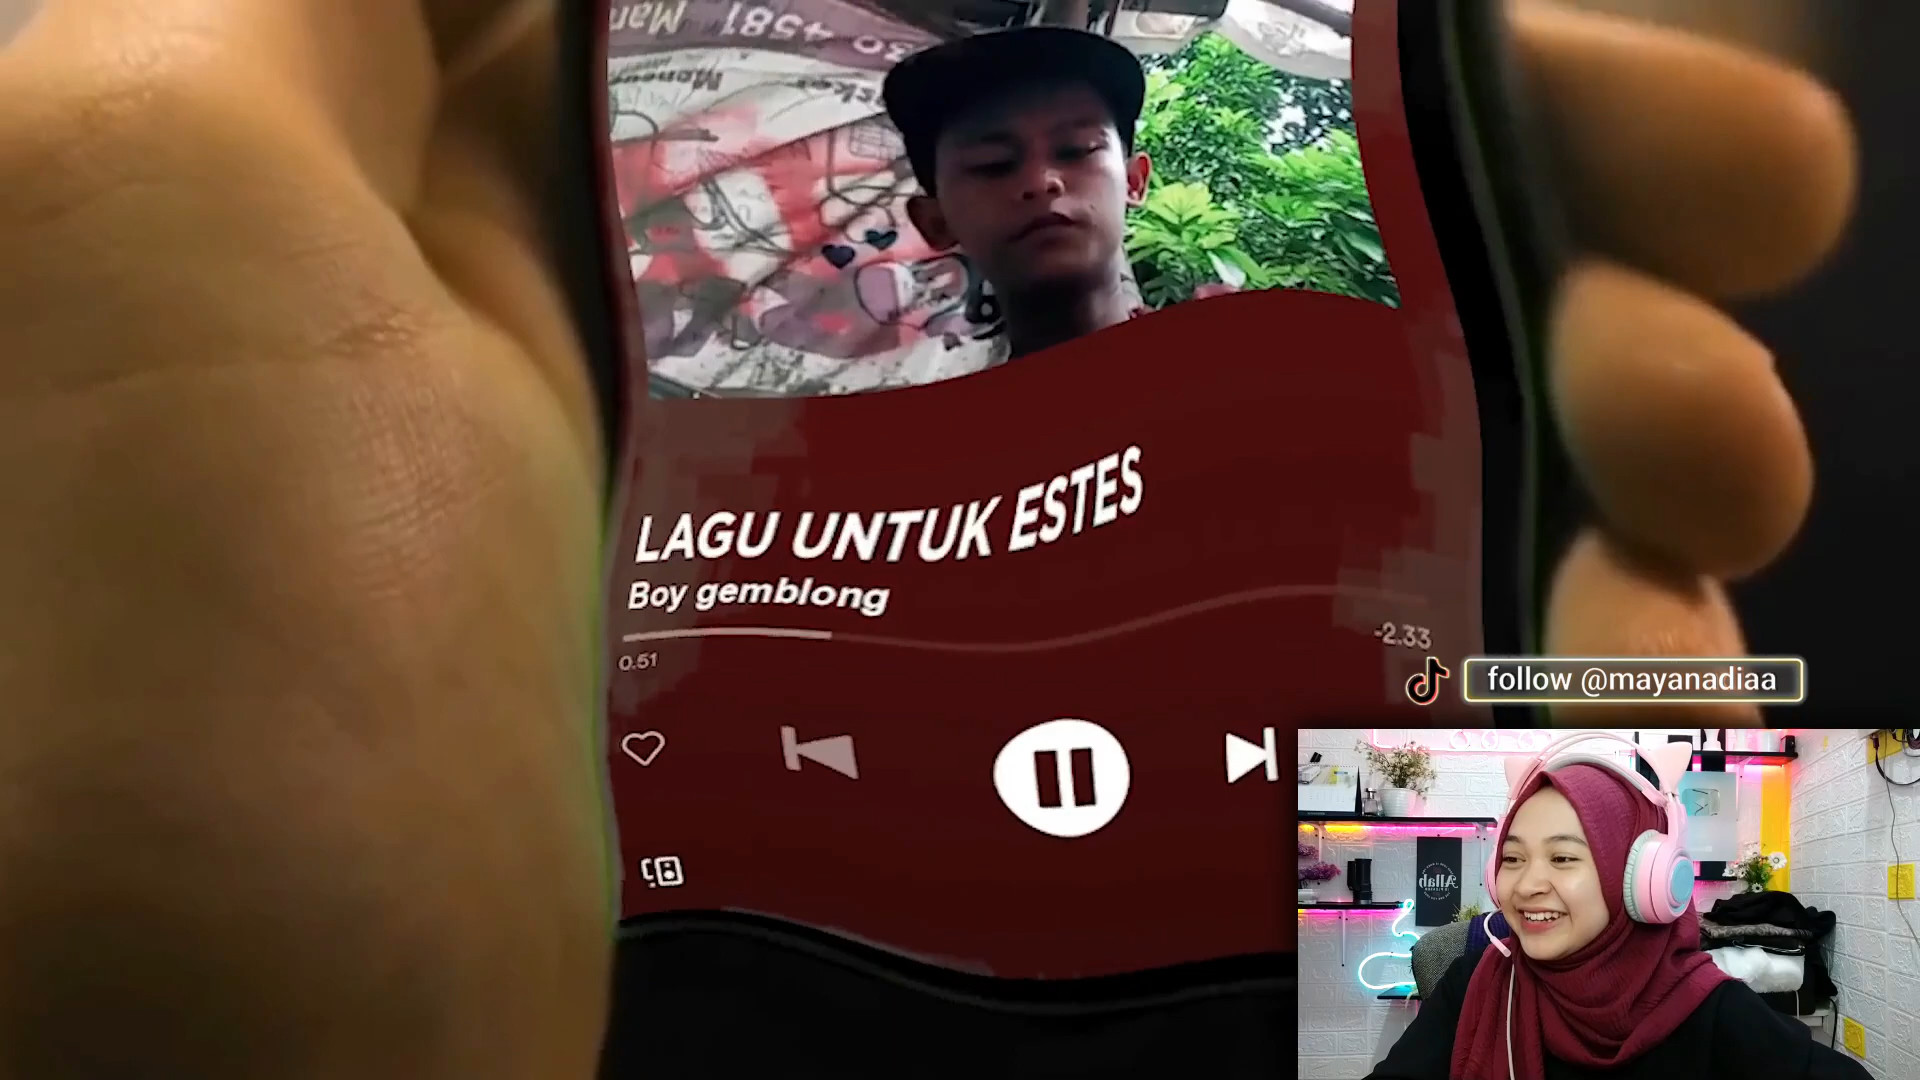 LAGU UNTUK ESTES
Boy gemblong
0.51
-2.33
follow @mayanadiaa